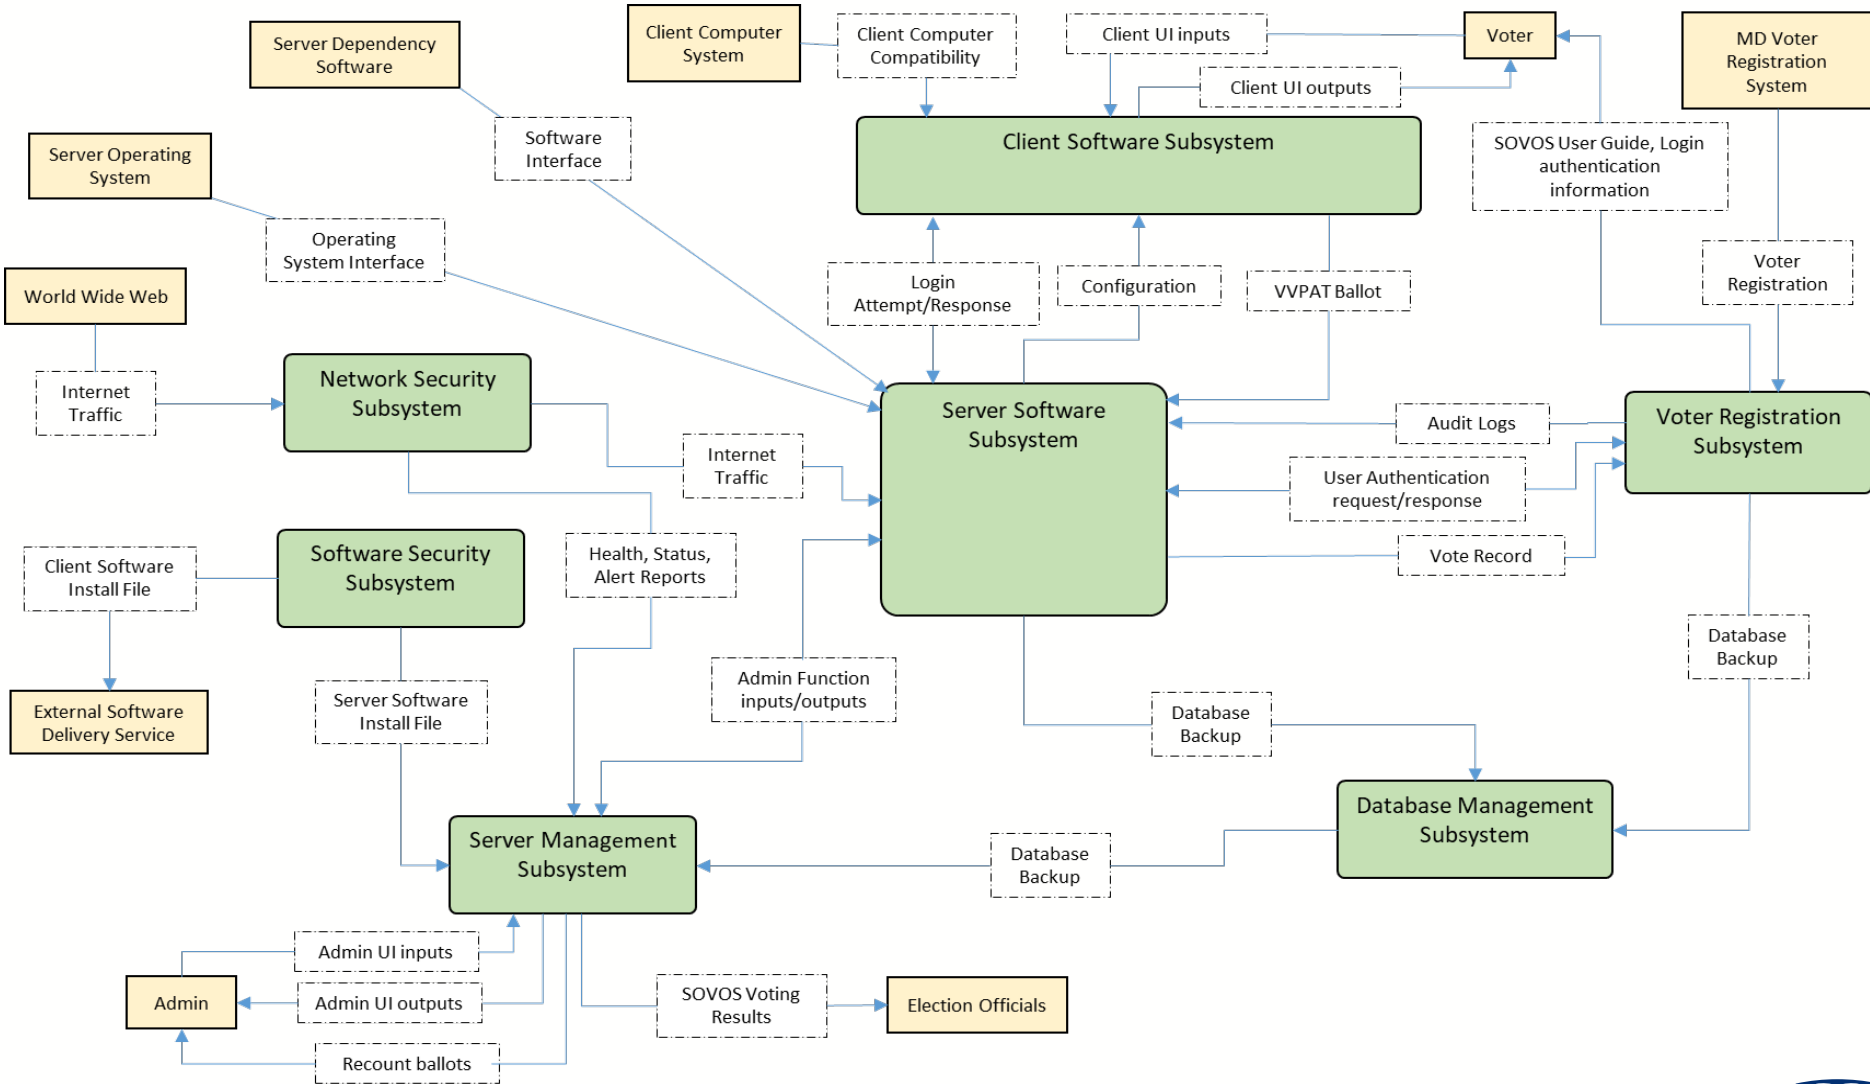 Server Dependency
Software
Client Computer
System
Client Computer
Compatibility
Client UI inputs
Voter
MD Voter
Registration
System
Client UI outputs
Server Operating
System
Software
Interface
Client Software Subsystem
SOVOS User Guide, Login
authentication
information
Operating
System Interface
Voter
Registration
World Wide Web
Login
Attempt/Response
Configuration
VVPAT Ballot
Internet
Traffic
Network Security
Subsystem
Server Software
Subsystem
Audit Logs
Voter Registration
Subsystem
Internet
Traffic
User Authentication
request/response
Client Software
Install File
Software Security
Subsystem
Health, Status,
Alert Reports
Vote Record
Database
Backup
External Software
Delivery Service
Server Software
Install File
Admin Function
inputs/outputs
Database
Backup
Database Management
Subsystem
Server Management
Subsystem
Database
Backup
Admin UI inputs
Admin
Admin UI outputs
SOVOS Voting
Results
Election Officials
Recount ballots